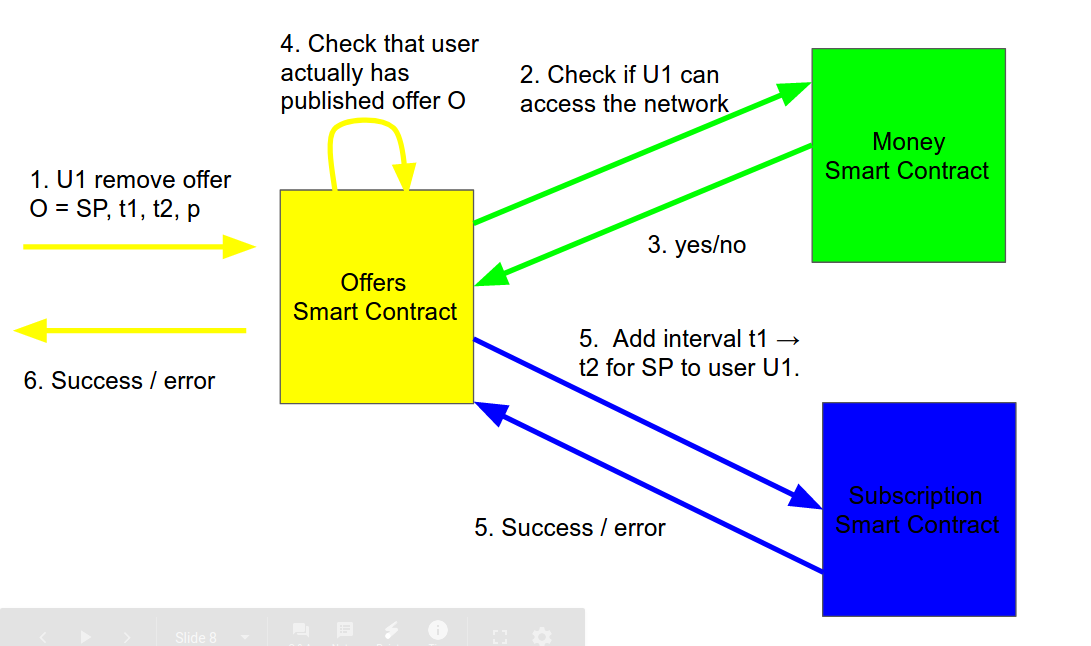 4. Check that user
actually has
published offer O
2. Check if U1 can
access the network
Money
Smart Contract
1. U1 remove offer
O = SP, t1, t2, p
3. yes/no
Offers
Smart Contract
5.  Add interval t1 →
t2 for SP to user U1.
6. Success / error
Subscription
Smart Contract
5. Success / error
Slide 8